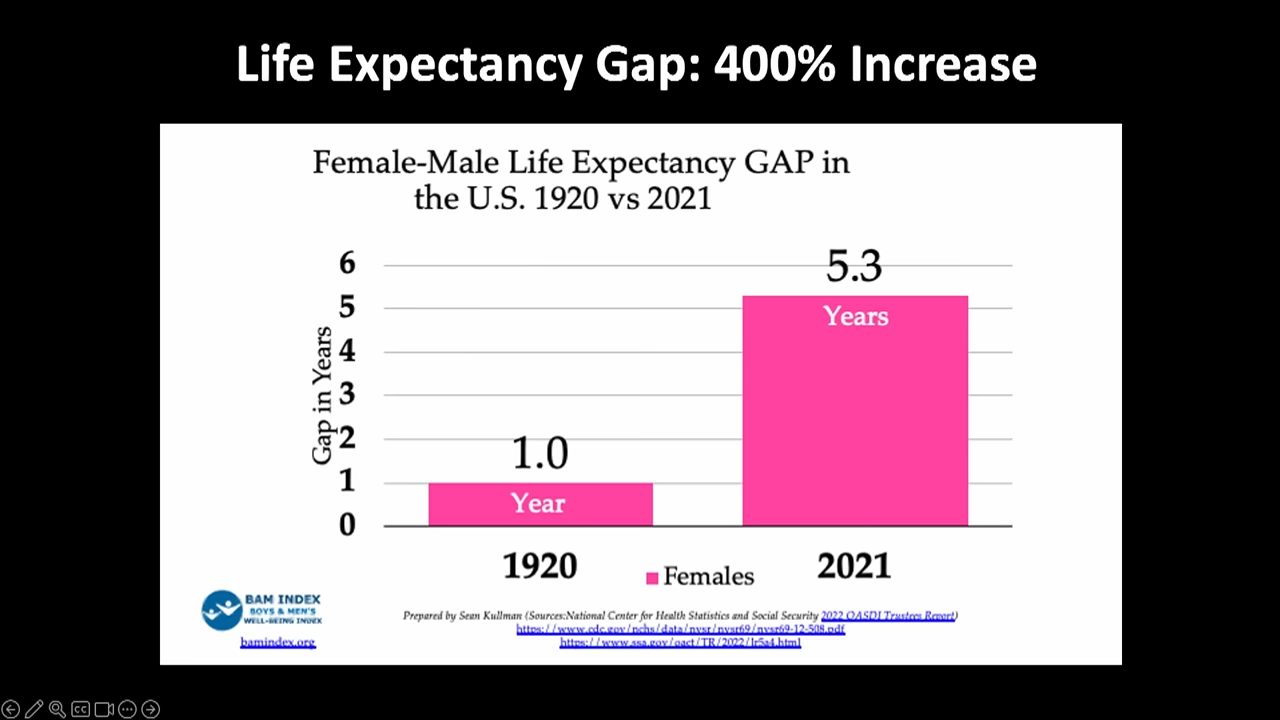 Life Expectancy Gap: 400% Increase
Female-Male Life Expectancy GAP in
the U.S. 1920 vs 2021
Gap in Years
6
5
4
3
2
1
0
5.3
Years
1.0
Year
1920
2021
Females
BAM INDEX
BOYS & MEN'S
WELL-BEING INDEX
bamindex.org
Prepared by Sean Kullman (Sources:National Center for Health Statistics and Social Security 2022 OASDI Trustees Report)
https://www.cdc.gov/nchs/data/nvsr/nvsr69/nvsr69-12-508.pdf
https://www.ssa.gov/oact/TR/2022/lr5a4.html
CC